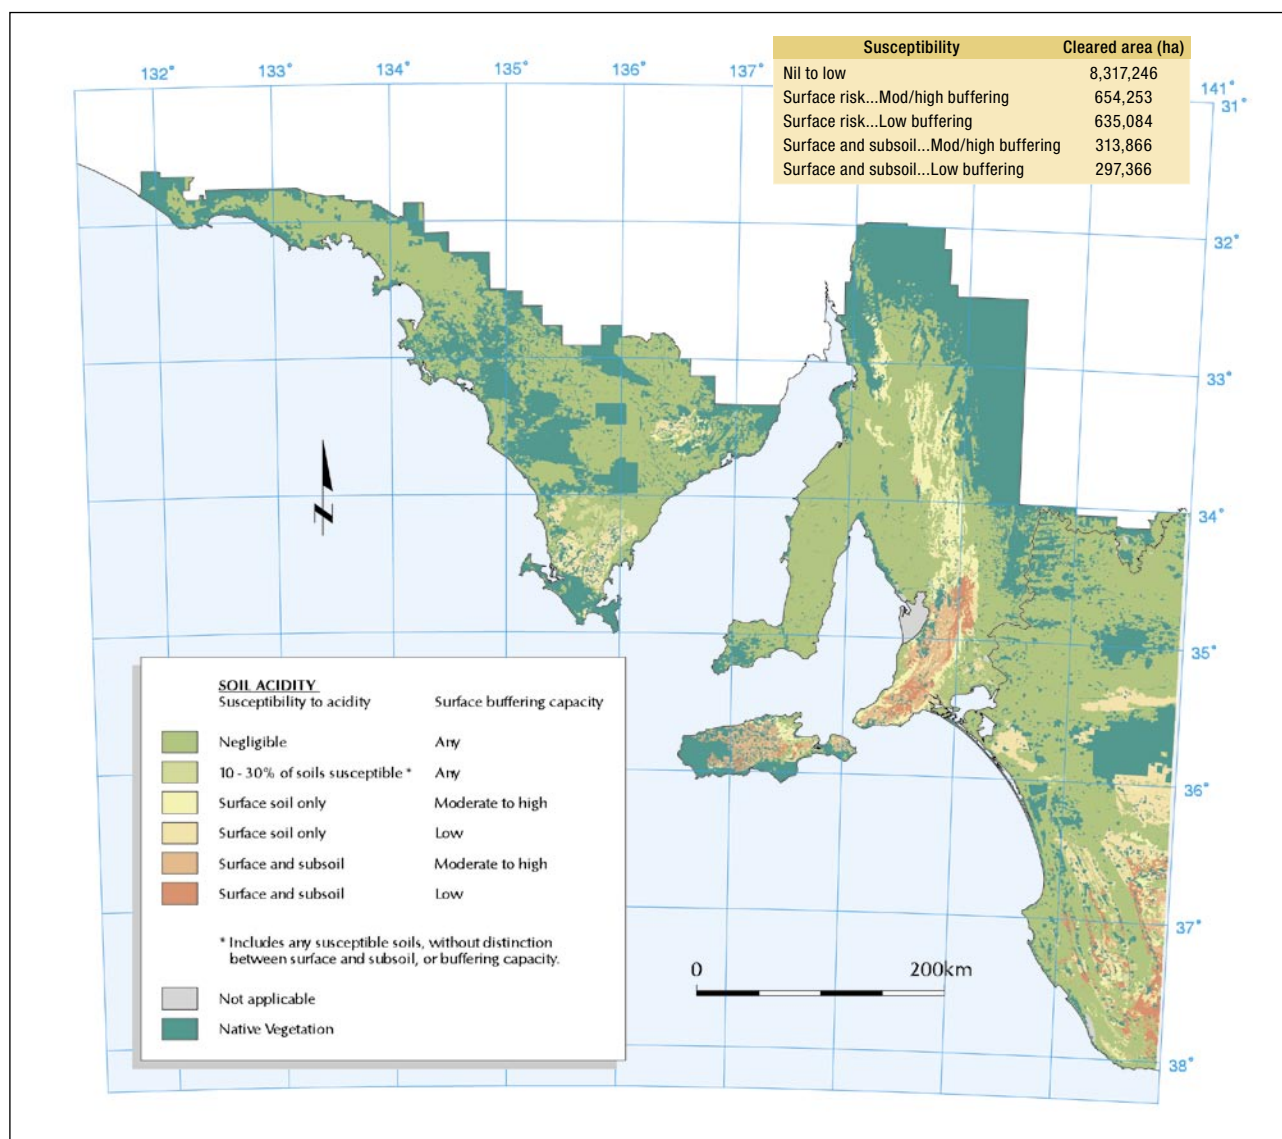 Susceptibility Cleared area (ha)
Nil to low 8,317,246
Surface risk...Mod/high buffering 654,253
Surface risk...Low buffering 635,084
Surface and subsoil...Mod/high buffering 313,866
Surface and subsoil...Low buffering 297,366
132° 133° 134° 135° 136° 137° 141°
31°
32°
33°
34°
35°
36°
37°
38°
N
SOIL ACIDITY
Susceptibility to acidity Surface buffering capacity
Negligible Any
10 - 30% of soils susceptible * Any
Surface soil only Moderate to high
Surface soil only Low
Surface and subsoil Moderate to high
Surface and subsoil Low
* Includes any susceptible soils, without distinction
between surface and subsoil, or buffering capacity.
Not applicable
Native Vegetation
0 200km